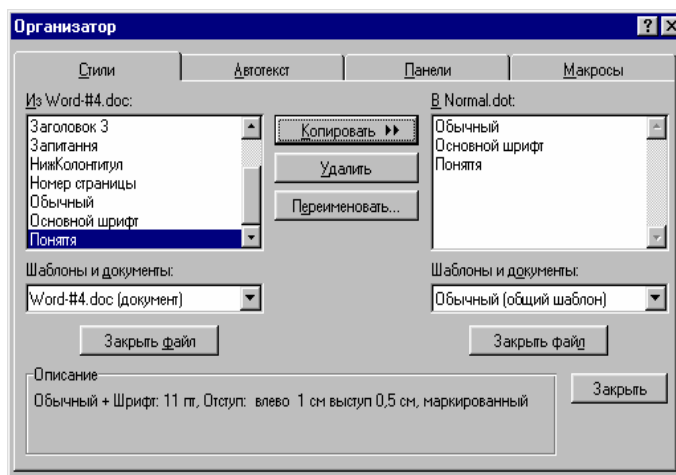 Организатор
Стили Автотекст Панели Макросы
Из Word-#4.doc:
Заголовок 3
Запитання
НижКолонтитул
Номер страницы
Обычный
Основной шрифт
Поняття
Копировать
Удалить
Переименовать...
В Normal.dot:
Обычный
Основной шрифт
Поняття
Шаблоны и документы:
Word-#4.doc (документ)
Закрыть файл
Шаблоны и документы:
Обычный (общий шаблон)
Закрыть файл
Описание
Обычный + Шрифт: 11 пт, Отступ: влево 1 см выступ 0,5 см, маркированный
Закрыть